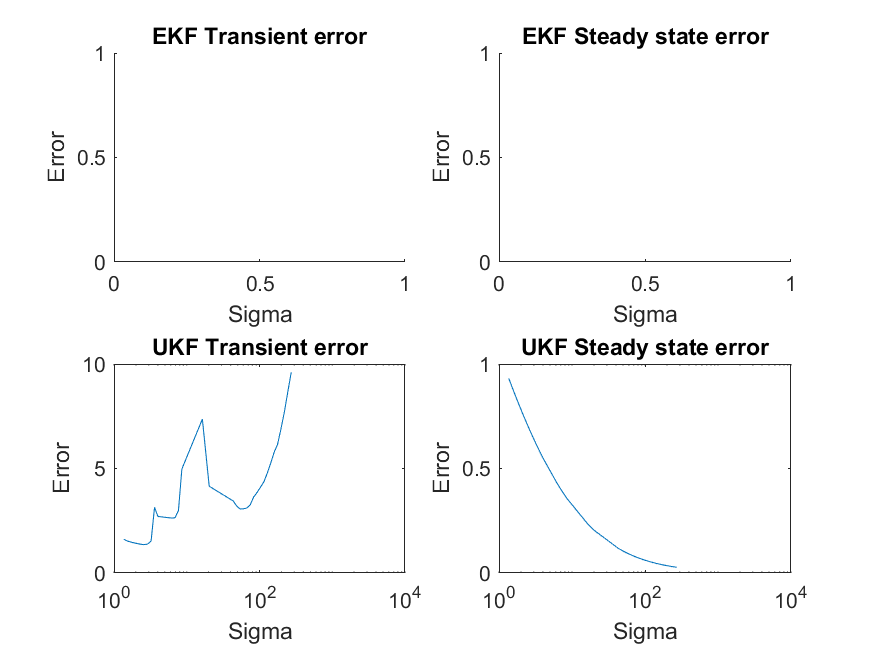 EKF Transient error
1
0.5
0
Error
0
0.5
1
Sigma
EKF Steady state error
1
0.5
0
Error
0
0.5
1
Sigma
UKF Transient error
10
5
0
Error
10^0
10^2
10^4
Sigma
UKF Steady state error
1
0.5
0
Error
10^0
10^2
10^4
Sigma